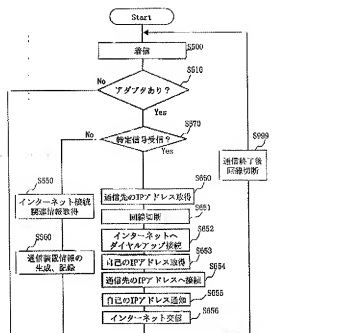 Start
着信
S500
アダプタあり？
S510
No
Yes
特定信号受信？
S570
No
Yes
S999
通信終了後
回線切断
S550
インターネット接続
関連情報取得
S560
通信装置情報の
生成、記録
S650
通信先のIPアドレス取得
S651
回線切断
S652
インターネットへ
ダイヤルアップ接続
S653
自己のIPアドレス取得
S654
通信先のIPアドレスへ接続
S655
自己のIPアドレス通知
S656
インターネット交信